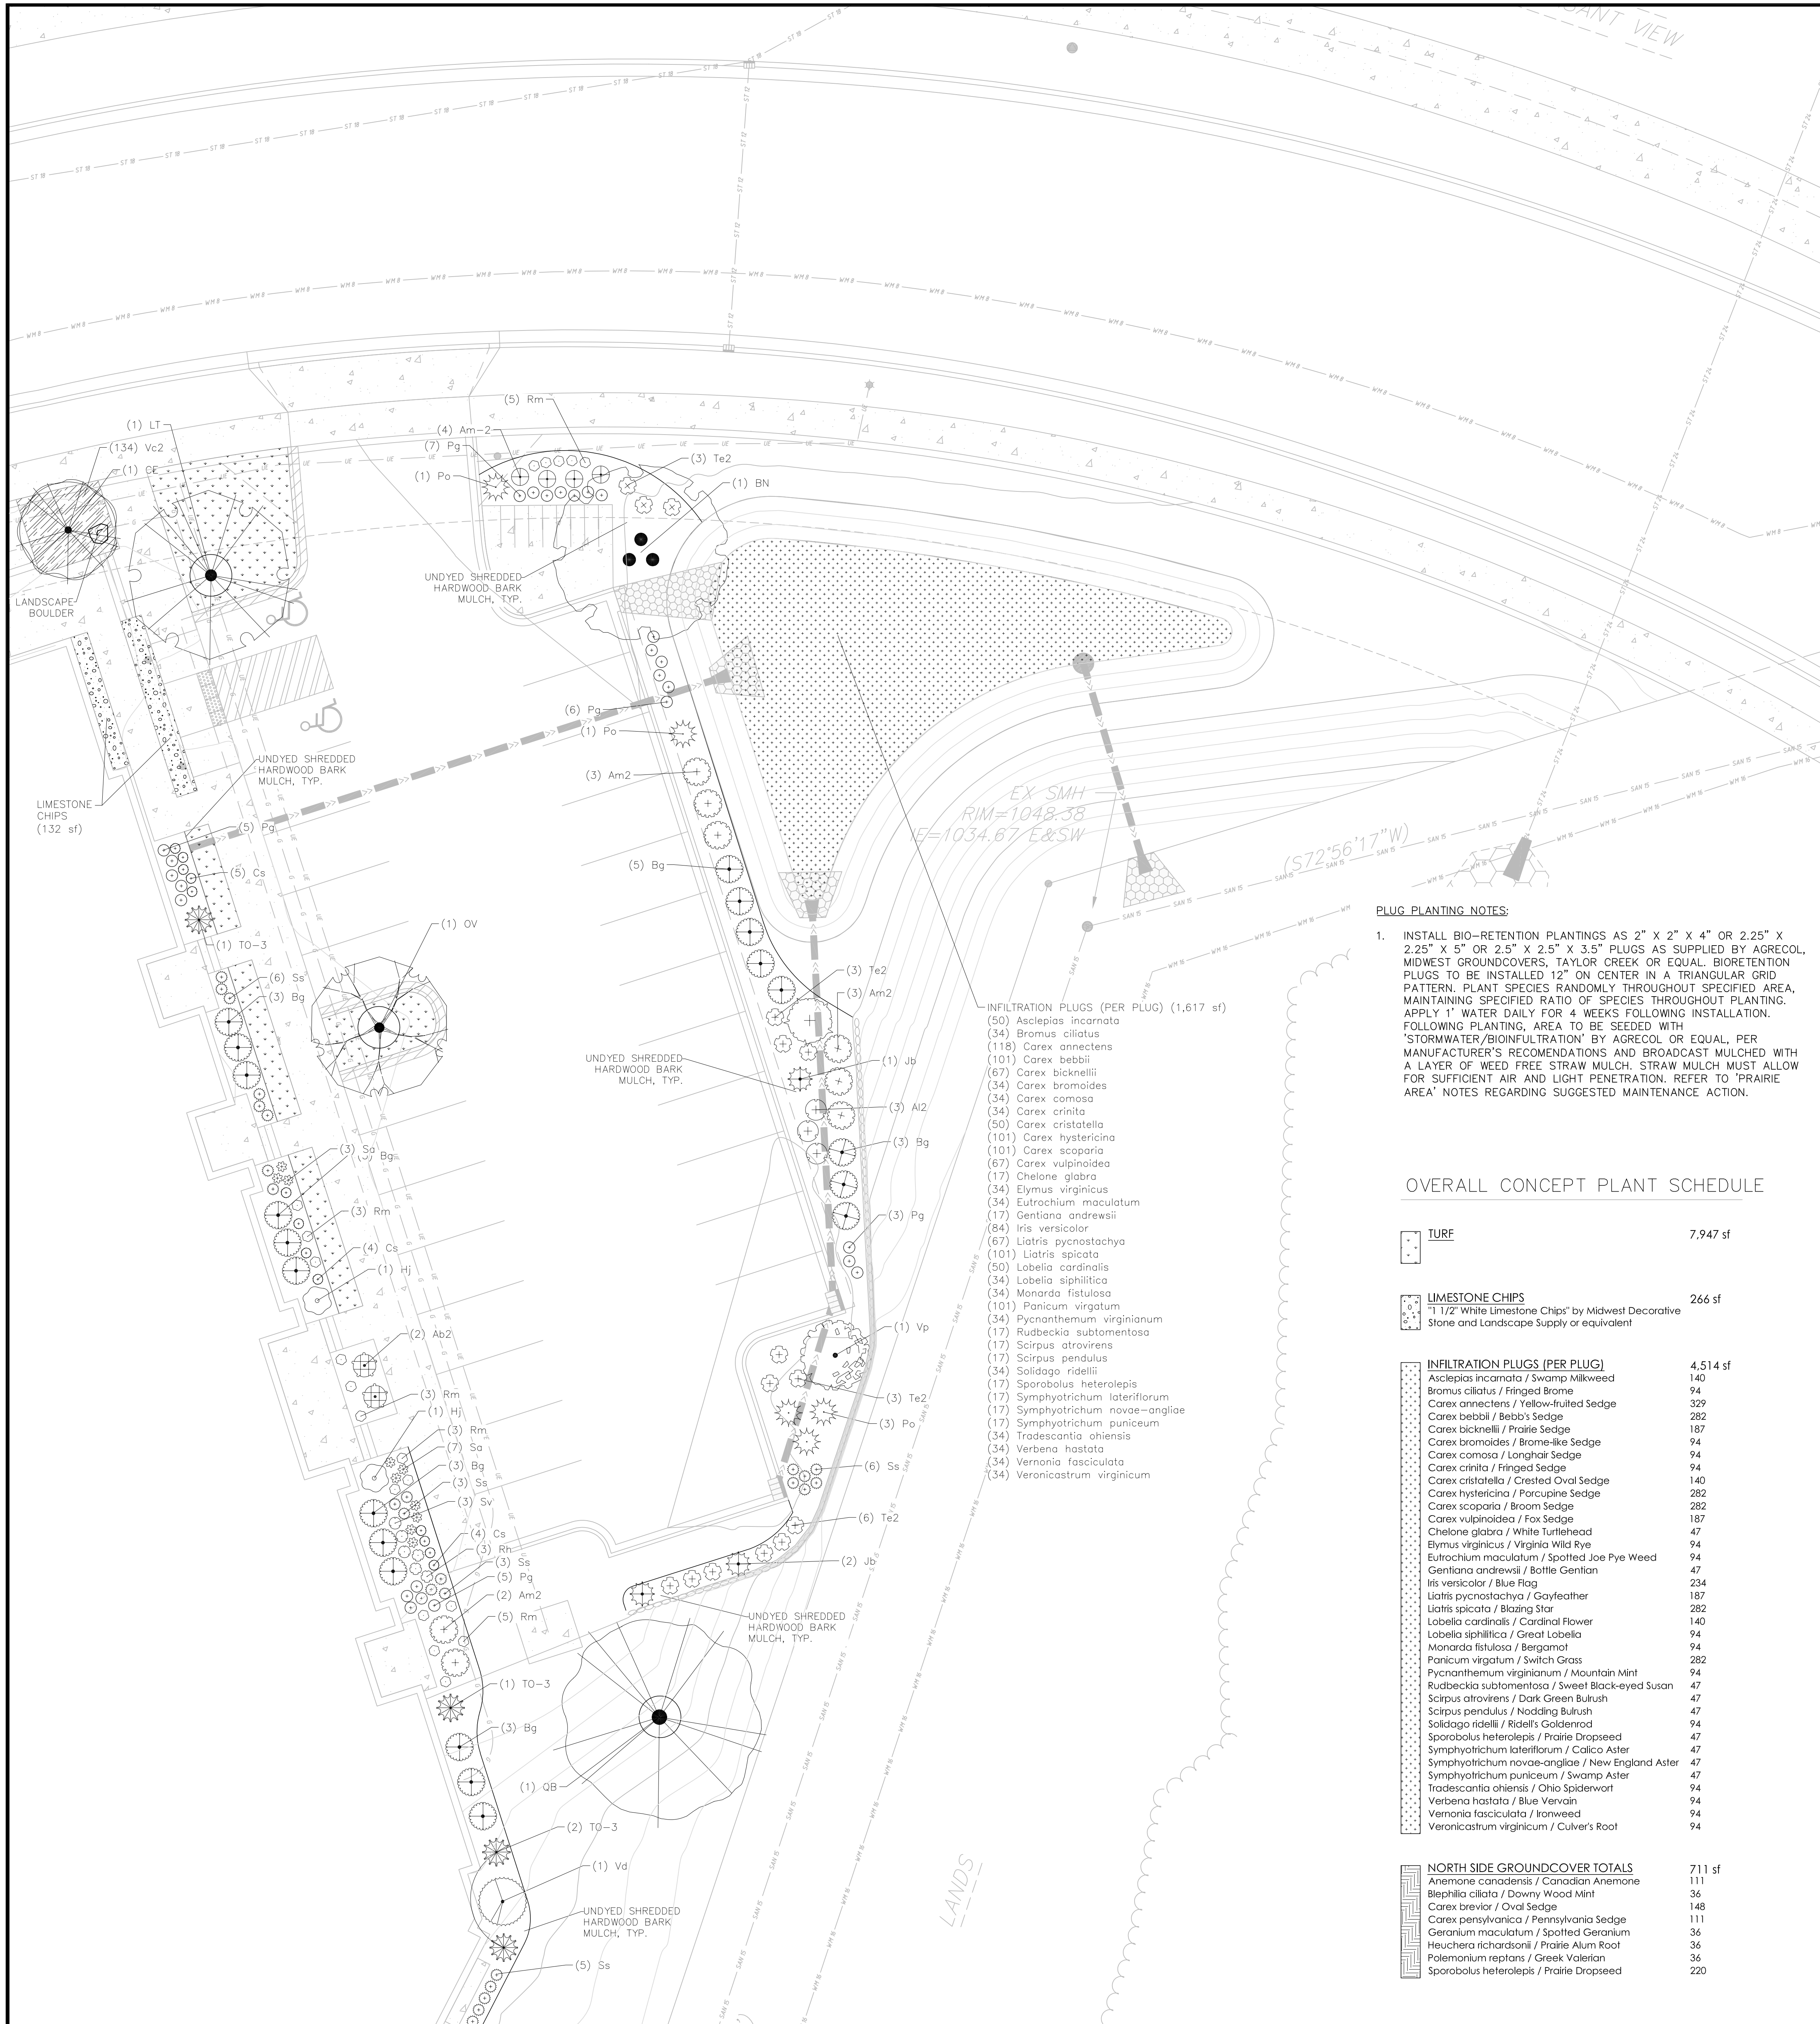 ANT VIEW
(5) Rm
(4) Am-2
(7) Pg
(1) Po
(3) Te2
(1) BN
(1) LT
(134) Vc2
(1) CE
LANDSCAPE
BOULDER
UNDYED SHREDDED
HARDWOOD BARK
MULCH, TYP.
(6) Pg
(1) Po
(3) Am2
(5) Bg
UNDYED SHREDDED
HARDWOOD BARK
MULCH, TYP.
LIMESTONE
CHIPS
(132 sf)
(5) Pg
(5) Cs
(1) TO-3
(1) OV
(6) Ss
(3) Bg
EX SMH
RIM=1048.38
IE=1034.67 E&SW
(S72°56'17"W)
(3) Te2
(3) Am2
(1) Jb
UNDYED SHREDDED
HARDWOOD BARK
MULCH, TYP.
(3) Al2
(3) Bg
(3) Pg
(3) Sa
(3) Bg
(3) Rm
(4) Cs
(1) Hj
(2) Ab2
(3) Rm
(1) Hj
(3) Rm
(7) Sa
(3) Bg
(3) Ss
(3) Sv
(4) Cs
(3) Rh
(3) Ss
(5) Pg
(2) Am2
(5) Rm
(1) TO-3
(3) Bg
(1) QB
(2) TO-3
(1) Vd
UNDYED SHREDDED
HARDWOOD BARK
MULCH, TYP.
(5) Ss
(1) Vp
(3) Te2
(3) Po
(6) Ss
(6) Te2
(2) Jb
UNDYED SHREDDED
HARDWOOD BARK
MULCH, TYP.
LANDS
INFILTRATION PLUGS (PER PLUG) (1,617 sf)
(50) Asclepias incarnata
(34) Bromus ciliatus
(118) Carex annectens
(101) Carex bebbii
(67) Carex bicknellii
(34) Carex bromoides
(34) Carex comosa
(34) Carex crinita
(50) Carex cristatella
(101) Carex hystericina
(101) Carex scoparia
(67) Carex vulpinoidea
(17) Chelone glabra
(34) Elymus virginicus
(34) Eutrochium maculatum
(17) Gentiana andrewsii
(84) Iris versicolor
(67) Liatris pycnostachya
(101) Liatris spicata
(50) Lobelia cardinalis
(34) Lobelia siphilitica
(34) Monarda fistulosa
(101) Panicum virgatum
(34) Pycnanthemum virginianum
(17) Rudbeckia subtomentosa
(17) Scirpus atrovirens
(17) Scirpus pendulus
(34) Solidago ridellii
(17) Sporobolus heterolepis
(17) Symphyotrichum lateriflorum
(17) Symphyotrichum novae-angliae
(17) Symphyotrichum puniceum
(34) Tradescantia ohiensis
(34) Verbena hastata
(34) Vernonia fasciculata
(34) Veronicastrum virginicum
PLUG PLANTING NOTES:
1. INSTALL BIO-RETENTION PLANTINGS AS 2" X 2" X 4" OR 2.25" X
2.25" X 5" OR 2.5" X 2.5" X 3.5" PLUGS AS SUPPLIED BY AGRECOL,
MIDWEST GROUNDCOVERS, TAYLOR CREEK OR EQUAL. BIORETENTION
PLUGS TO BE INSTALLED 12" ON CENTER IN A TRIANGULAR GRID
PATTERN. PLANT SPECIES RANDOMLY THROUGHOUT SPECIFIED AREA,
MAINTAINING SPECIFIED RATIO OF SPECIES THROUGHOUT PLANTING.
APPLY 1' WATER DAILY FOR 4 WEEKS FOLLOWING INSTALLATION.
FOLLOWING PLANTING, AREA TO BE SEEDED WITH
'STORMWATER/BIOINFULTRATION' BY AGRECOL OR EQUAL, PER
MANUFACTURER'S RECOMENDATIONS AND BROADCAST MULCHED WITH
A LAYER OF WEED FREE STRAW MULCH. STRAW MULCH MUST ALLOW
FOR SUFFICIENT AIR AND LIGHT PENETRATION. REFER TO 'PRAIRIE
AREA' NOTES REGARDING SUGGESTED MAINTENANCE ACTION.
OVERALL CONCEPT PLANT SCHEDULE
TURF 7,947 sf
LIMESTONE CHIPS 266 sf
"1 1/2" White Limestone Chips" by Midwest Decorative
Stone and Landscape Supply or equivalent
INFILTRATION PLUGS (PER PLUG) 4,514 sf
Asclepias incarnata / Swamp Milkweed 140
Bromus ciliatus / Fringed Brome 94
Carex annectens / Yellow-fruited Sedge 329
Carex bebbii / Bebb's Sedge 282
Carex bicknellii / Prairie Sedge 187
Carex bromoides / Brome-like Sedge 94
Carex comosa / Longhair Sedge 94
Carex crinita / Fringed Sedge 94
Carex cristatella / Crested Oval Sedge 140
Carex hystericina / Porcupine Sedge 282
Carex scoparia / Broom Sedge 282
Carex vulpinoidea / Fox Sedge 187
Chelone glabra / White Turtlehead 47
Elymus virginicus / Virginia Wild Rye 94
Eutrochium maculatum / Spotted Joe Pye Weed 94
Gentiana andrewsii / Bottle Gentian 47
Iris versicolor / Blue Flag 234
Liatris pycnostachya / Gayfeather 187
Liatris spicata / Blazing Star 282
Lobelia cardinalis / Cardinal Flower 140
Lobelia siphilitica / Great Lobelia 94
Monarda fistulosa / Bergamot 94
Panicum virgatum / Switch Grass 282
Pycnanthemum virginianum / Mountain Mint 94
Rudbeckia subtomentosa / Sweet Black-eyed Susan 47
Scirpus atrovirens / Dark Green Bulrush 47
Scirpus pendulus / Nodding Bulrush 47
Solidago ridellii / Ridell's Goldenrod 94
Sporobolus heterolepis / Prairie Dropseed 47
Symphyotrichum lateriflorum / Calico Aster 47
Symphyotrichum novae-angliae / New England Aster 47
Symphyotrichum puniceum / Swamp Aster 47
Tradescantia ohiensis / Ohio Spiderwort 94
Verbena hastata / Blue Vervain 94
Vernonia fasciculata / Ironweed 94
Veronicastrum virginicum / Culver's Root 94
NORTH SIDE GROUNDCOVER TOTALS 711 sf
Anemone canadensis / Canadian Anemone 111
Blephilia ciliata / Downy Wood Mint 36
Carex brevior / Oval Sedge 148
Carex pensylvanica / Pennsylvania Sedge 111
Geranium maculatum / Spotted Geranium 36
Heuchera richardsonii / Prairie Alum Root 36
Polemonium reptans / Greek Valerian 36
Sporobolus heterolepis / Prairie Dropseed 220